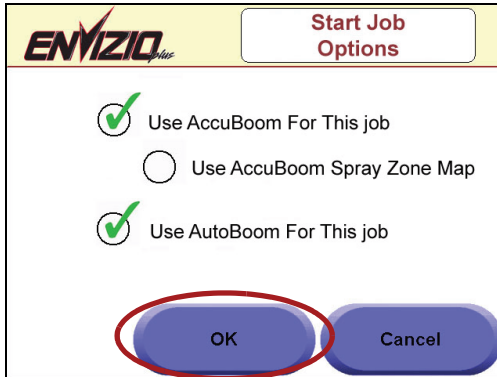 ENVIZIO plus
Start Job
Options
Use AccuBoom For This job
Use AccuBoom Spray Zone Map
Use AutoBoom For This job
OK
Cancel